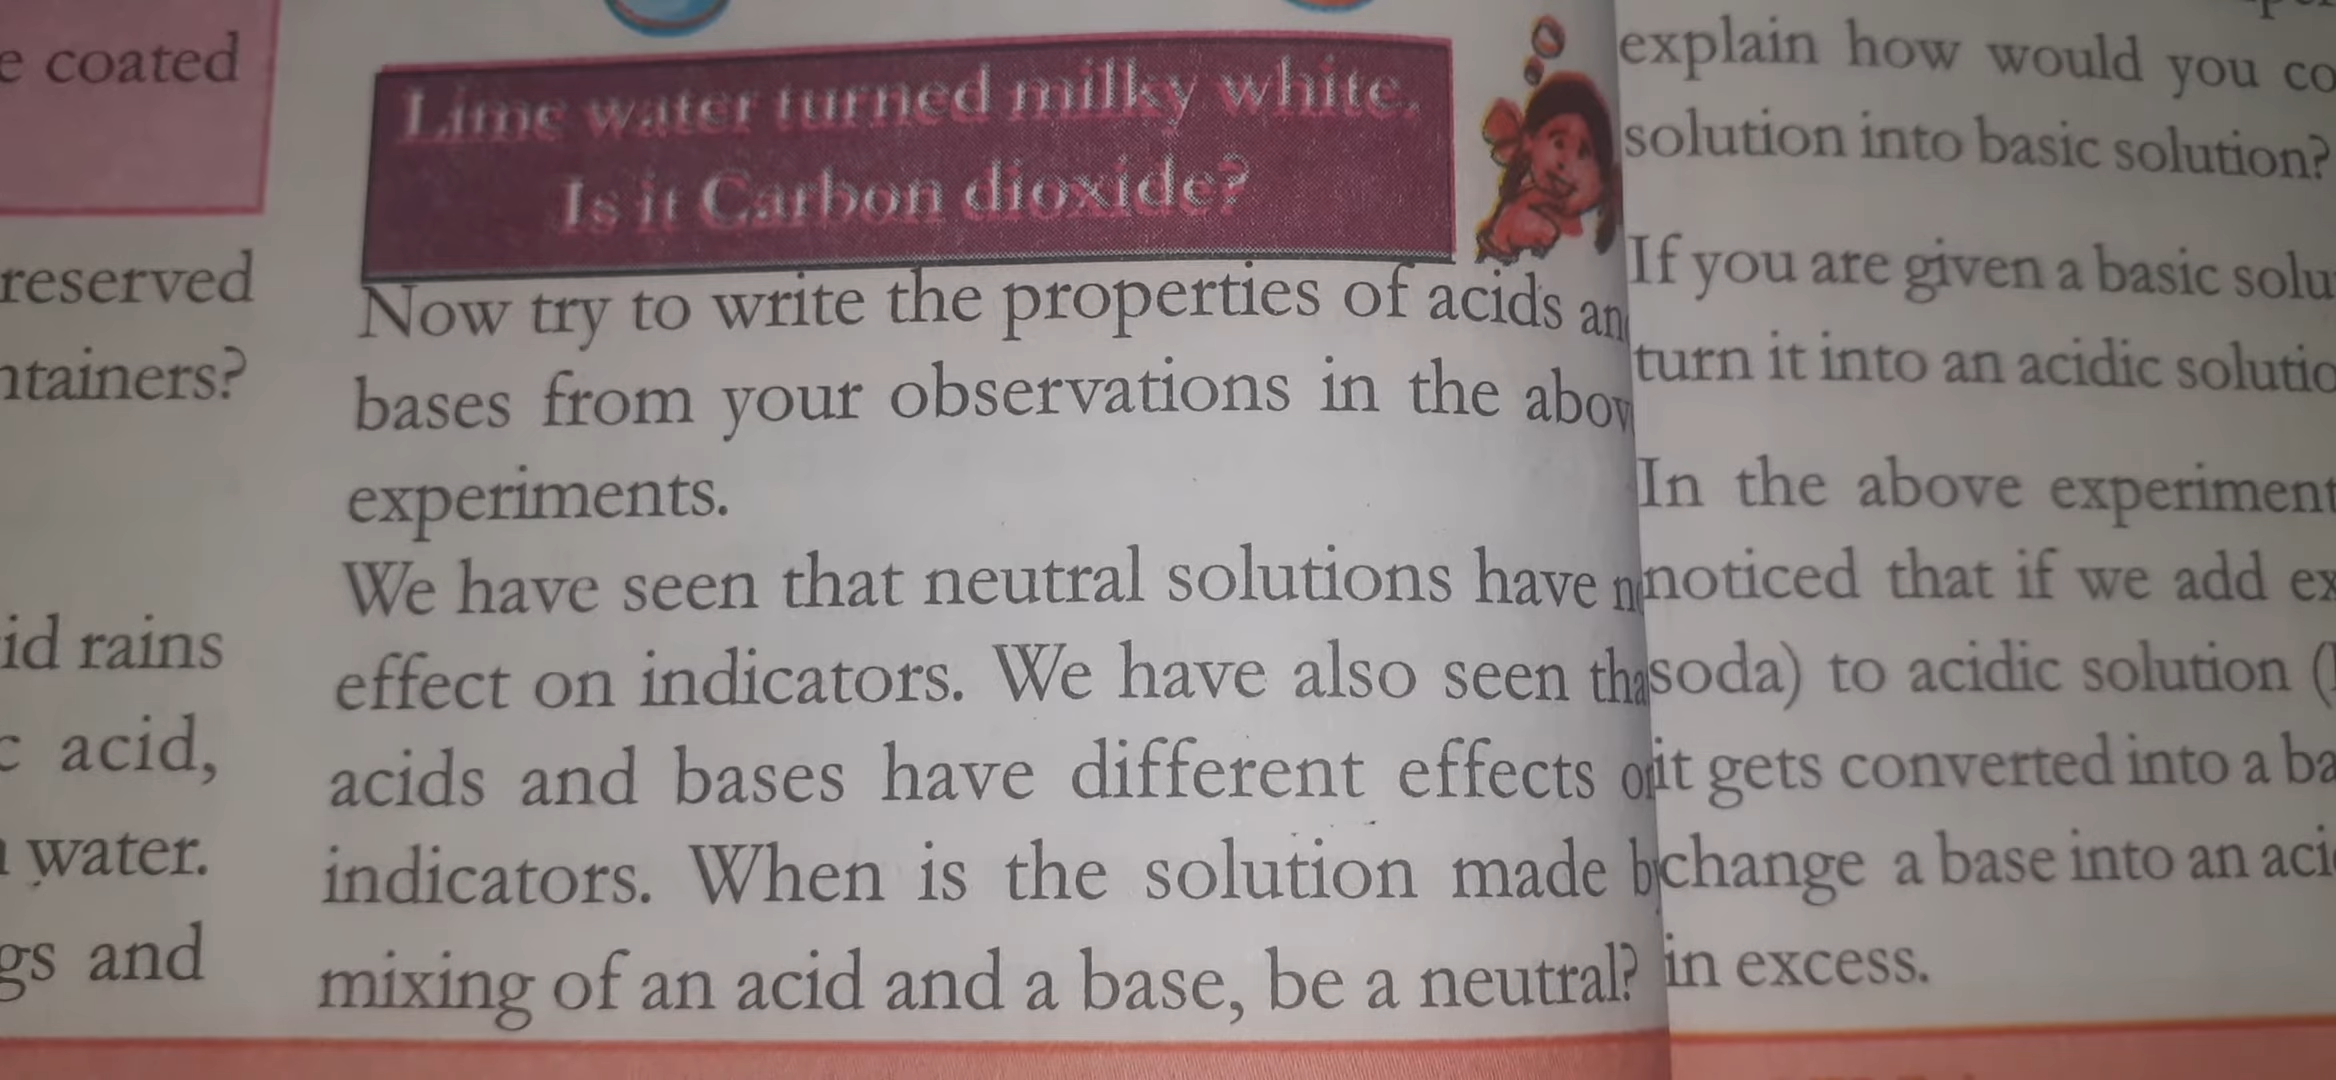 e coated
reserved
ntainers?
id rains
c acid,
water.
gs and
Lime water turned milky white.
Is it Carbon dioxide?
Now try to write the properties of acids an
bases from your observations in the abov
experiments.
We have seen that neutral solutions have n
effect on indicators. We have also seen tha
acids and bases have different effects on
indicators. When is the solution made by
mixing of an acid and a base, be a neutral?
explain how would you co
solution into basic solution?
If you are given a basic solu
turn it into an acidic solutio
In the above experiment
noticed that if we add ex
soda) to acidic solution (
it gets converted into a ba
change a base into an aci
in excess.